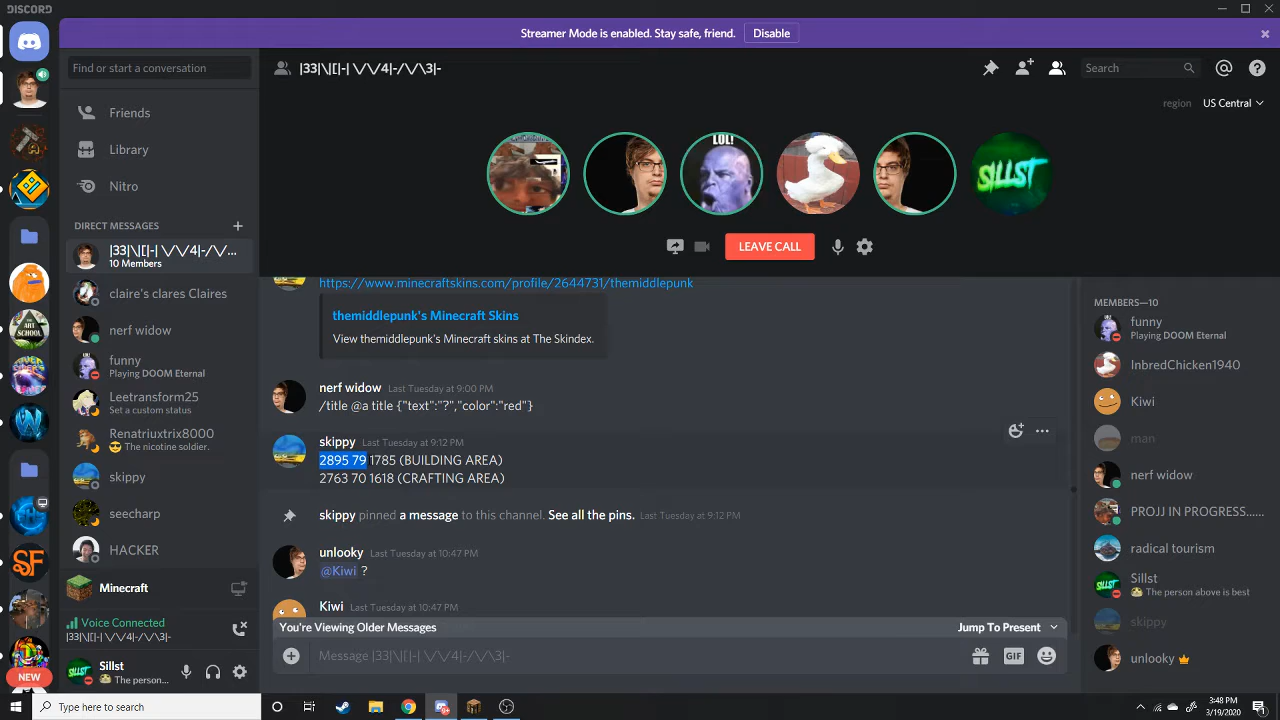 DISCORD
Streamer Mode is enabled. Stay safe, friend.
Disable
Find or start a conversation
|33|\|[|-| \/\/4|-/\/\3|-
Search
region
US Central
Friends
Library
Nitro
DIRECT MESSAGES
|33|\|[|-| \/\/4|-/\/...
10 Members
claire's clares Claires
nerf widow
funny
Playing DOOM Eternal
Leetransform25
Set a custom status
Renatriuxtrix8000
The nicotine soldier.
skippy
seecharp
HACKER
Minecraft
Voice Connected
|33|\|[|-| \/\/4|-/\/\3|-
Sillst
The person...
NEW
LOL!
SILLST
LEAVE CALL
https://www.minecraftskins.com/profile/2644731/themiddlepunk
themiddlepunk's Minecraft Skins
View themiddlepunk's Minecraft skins at The Skindex.
nerf widow Last Tuesday at 9:00 PM
/title @a title {"text":"?","color":"red"}
skippy Last Tuesday at 9:12 PM
2895 79 1785 (BUILDING AREA)
2763 70 1618 (CRAFTING AREA)
skippy pinned a message to this channel. See all the pins. Last Tuesday at 9:12 PM
unlooky Last Tuesday at 10:47 PM
@Kiwi ?
Kiwi Last Tuesday at 10:47 PM
You're Viewing Older Messages
Jump To Present
Message |33|\|[|-| \/\/4|-/\/\3|-
GIF
MEMBERS—10
funny
Playing DOOM Eternal
InbredChicken1940
Kiwi
man
nerf widow
PROJJ IN PROGRESS......
radical tourism
Sillst
The person above is best
skippy
unlooky
Type here to search
3:48 PM
3/19/2020